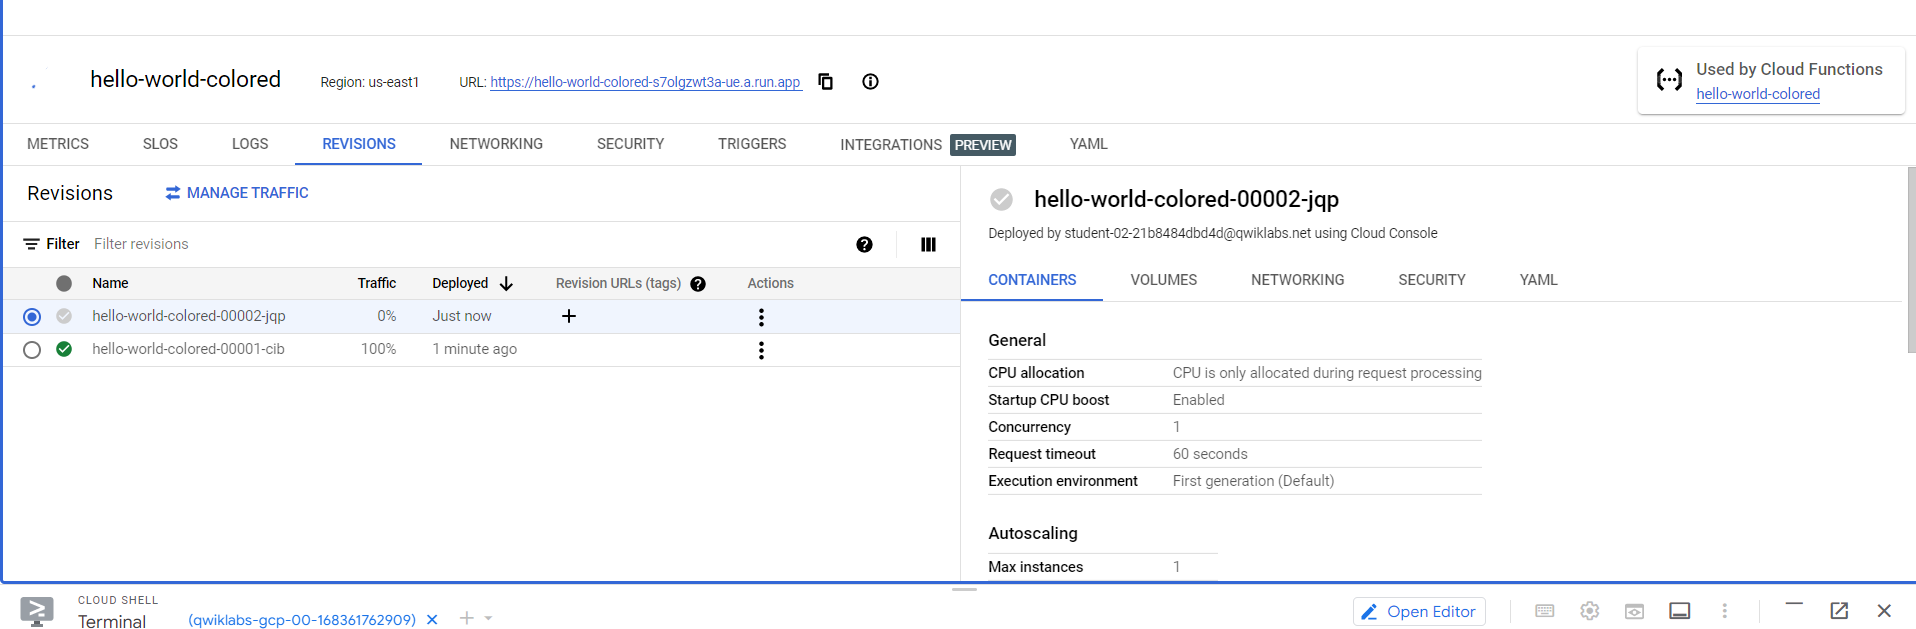 hello-world-colored Region: us-east1 URL: https://hello-world-colored-s7olgzwt3a-ue.a.run.app
Used by Cloud Functions
hello-world-colored
METRICS SLOS LOGS REVISIONS NETWORKING SECURITY TRIGGERS INTEGRATIONS PREVIEW YAML
Revisions MANAGE TRAFFIC
Filter Filter revisions
Name Traffic Deployed Revision URLs (tags) Actions
hello-world-colored-00002-jqp 0% Just now
hello-world-colored-00001-cib 100% 1 minute ago
hello-world-colored-00002-jqp
Deployed by student-02-21b8484dbd4d@qwiklabs.net using Cloud Console
CONTAINERS VOLUMES NETWORKING SECURITY YAML
General
CPU allocation CPU is only allocated during request processing
Startup CPU boost Enabled
Concurrency 1
Request timeout 60 seconds
Execution environment First generation (Default)
Autoscaling
Max instances 1
CLOUD SHELL
Terminal (qwiklabs-gcp-00-168361762909) Open Editor